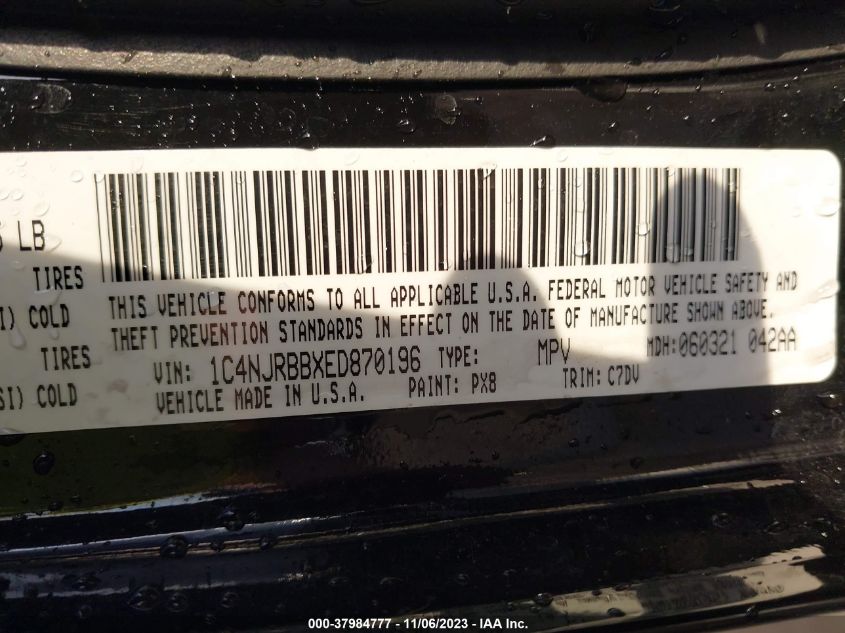 LB
TIRES
COLD
THIS VEHICLE CONFORMS TO ALL APPLICABLE U.S.A. FEDERAL MOTOR VEHICLE SAFETY AND
THEFT PREVENTION STANDARDS IN EFFECT ON THE DATE OF MANUFACTURE SHOWN ABOVE.
TIRES
VIN: 1C4NJRBBXED870196 TYPE: MPV MDH:060321 042AA
SI) COLD
VEHICLE MADE IN U.S.A. PAINT: PX8 TRIM: C7DV
000-37984777 - 11/06/2023 - IAA Inc.